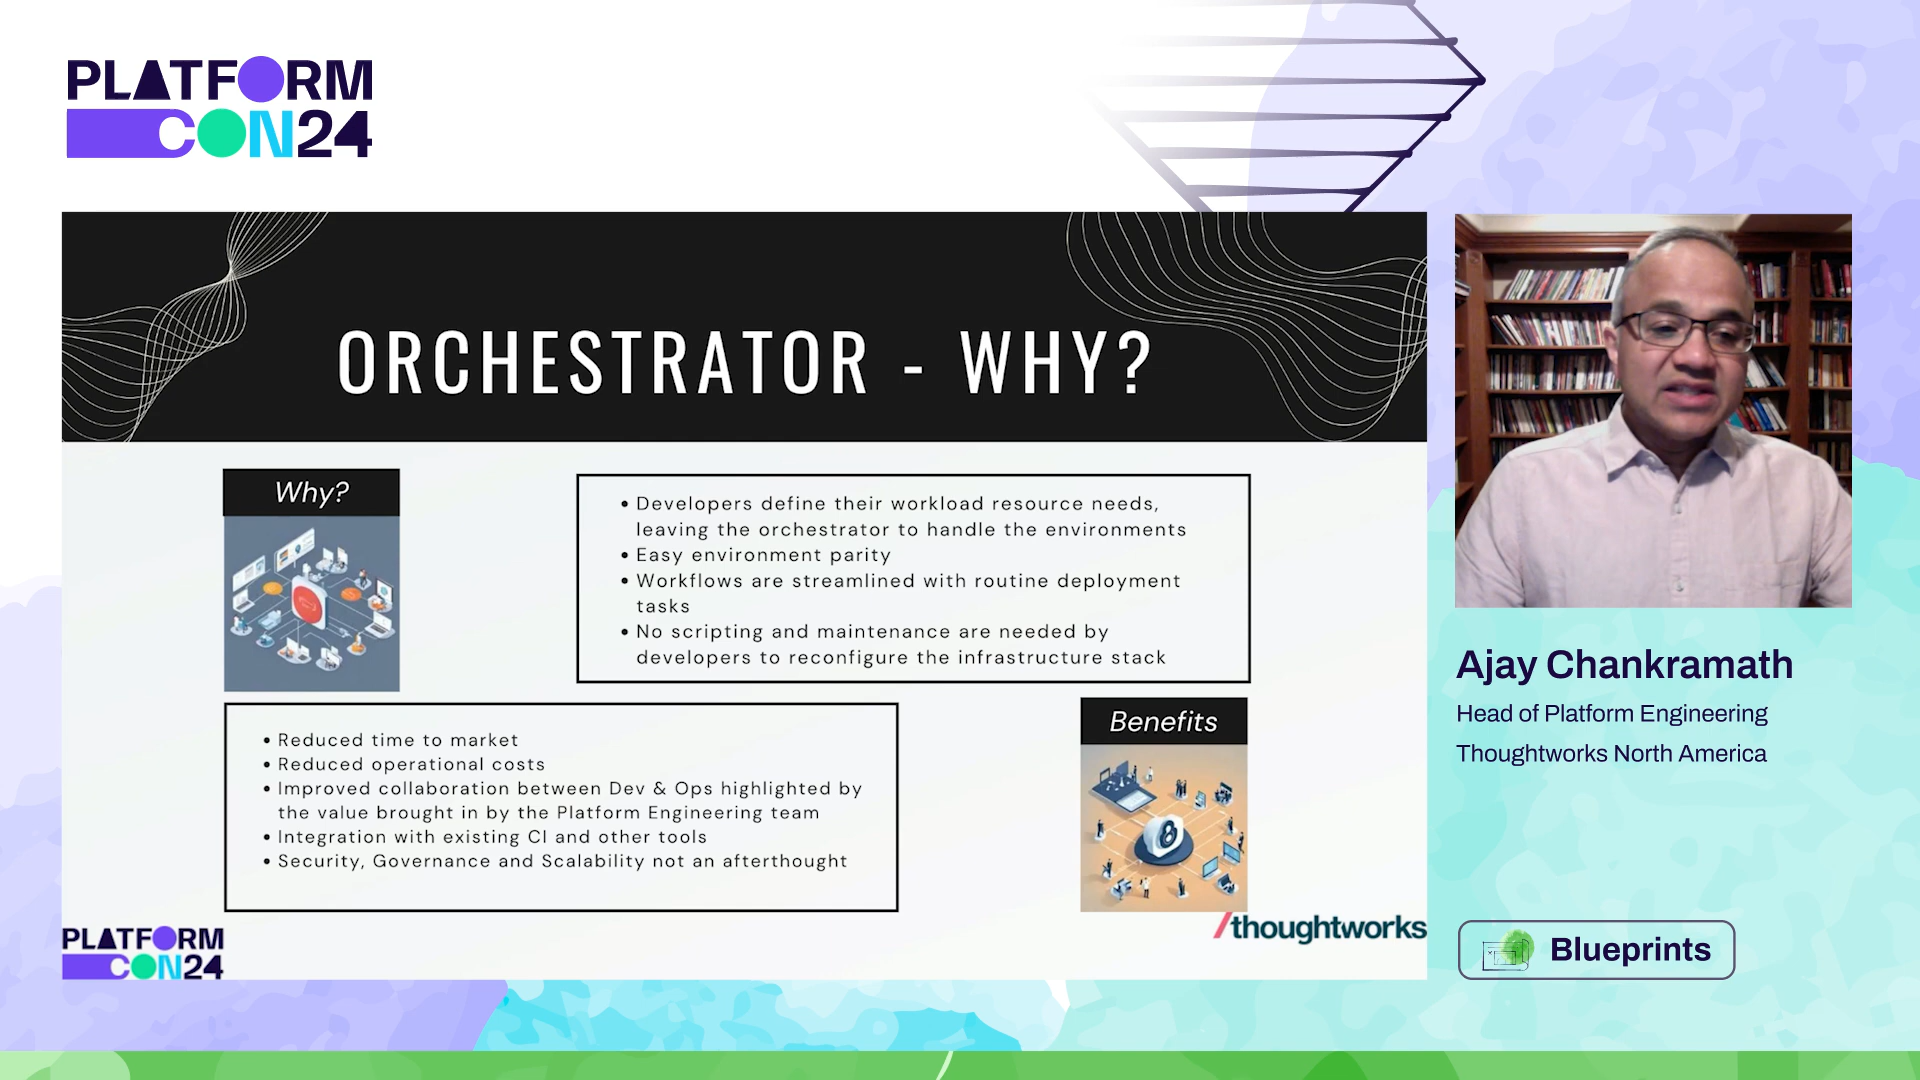 PLATFORM
CON24
ORCHESTRATOR - WHY?
Why?
• Developers define their workload resource needs,
leaving the orchestrator to handle the environments
• Easy environment parity
• Workflows are streamlined with routine deployment
tasks
• No scripting and maintenance are needed by
developers to reconfigure the infrastructure stack
• Reduced time to market
• Reduced operational costs
• Improved collaboration between Dev & Ops highlighted by
the value brought in by the Platform Engineering team
• Integration with existing CI and other tools
• Security, Governance and Scalability not an afterthought
Benefits
8
/thoughtworks
PLATFORM
CON24
Ajay Chankramath
Head of Platform Engineering
Thoughtworks North America
Blueprints